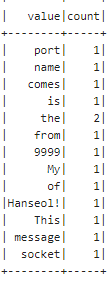 |   value|count|
+--------+-----+
|    port|    1|
|    name|    1|
|   comes|    1|
|      is|    1|
|     the|    2|
|    from|    1|
|    9999|    1|
|      My|    1|
|      of|    1|
|Hanseol!|    1|
|    This|    1|
| message|    1|
|  socket|    1|
+--------+-----+